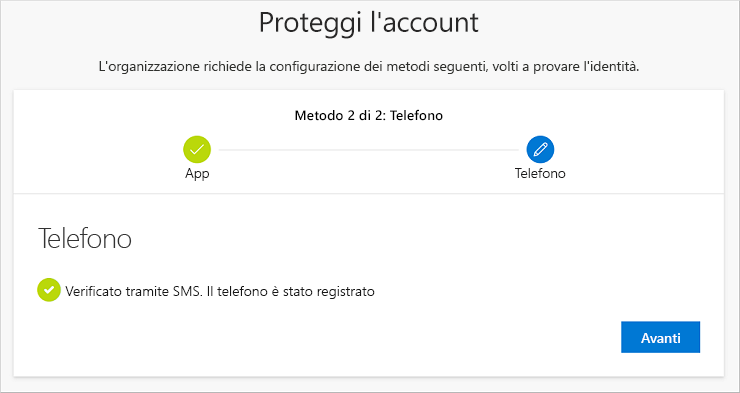 Proteggi l'account
L'organizzazione richiede la configurazione dei metodi seguenti, volti a provare l'identità.
Metodo 2 di 2: Telefono
App
Telefono
Telefono
Verificato tramite SMS. Il telefono è stato registrato
Avanti